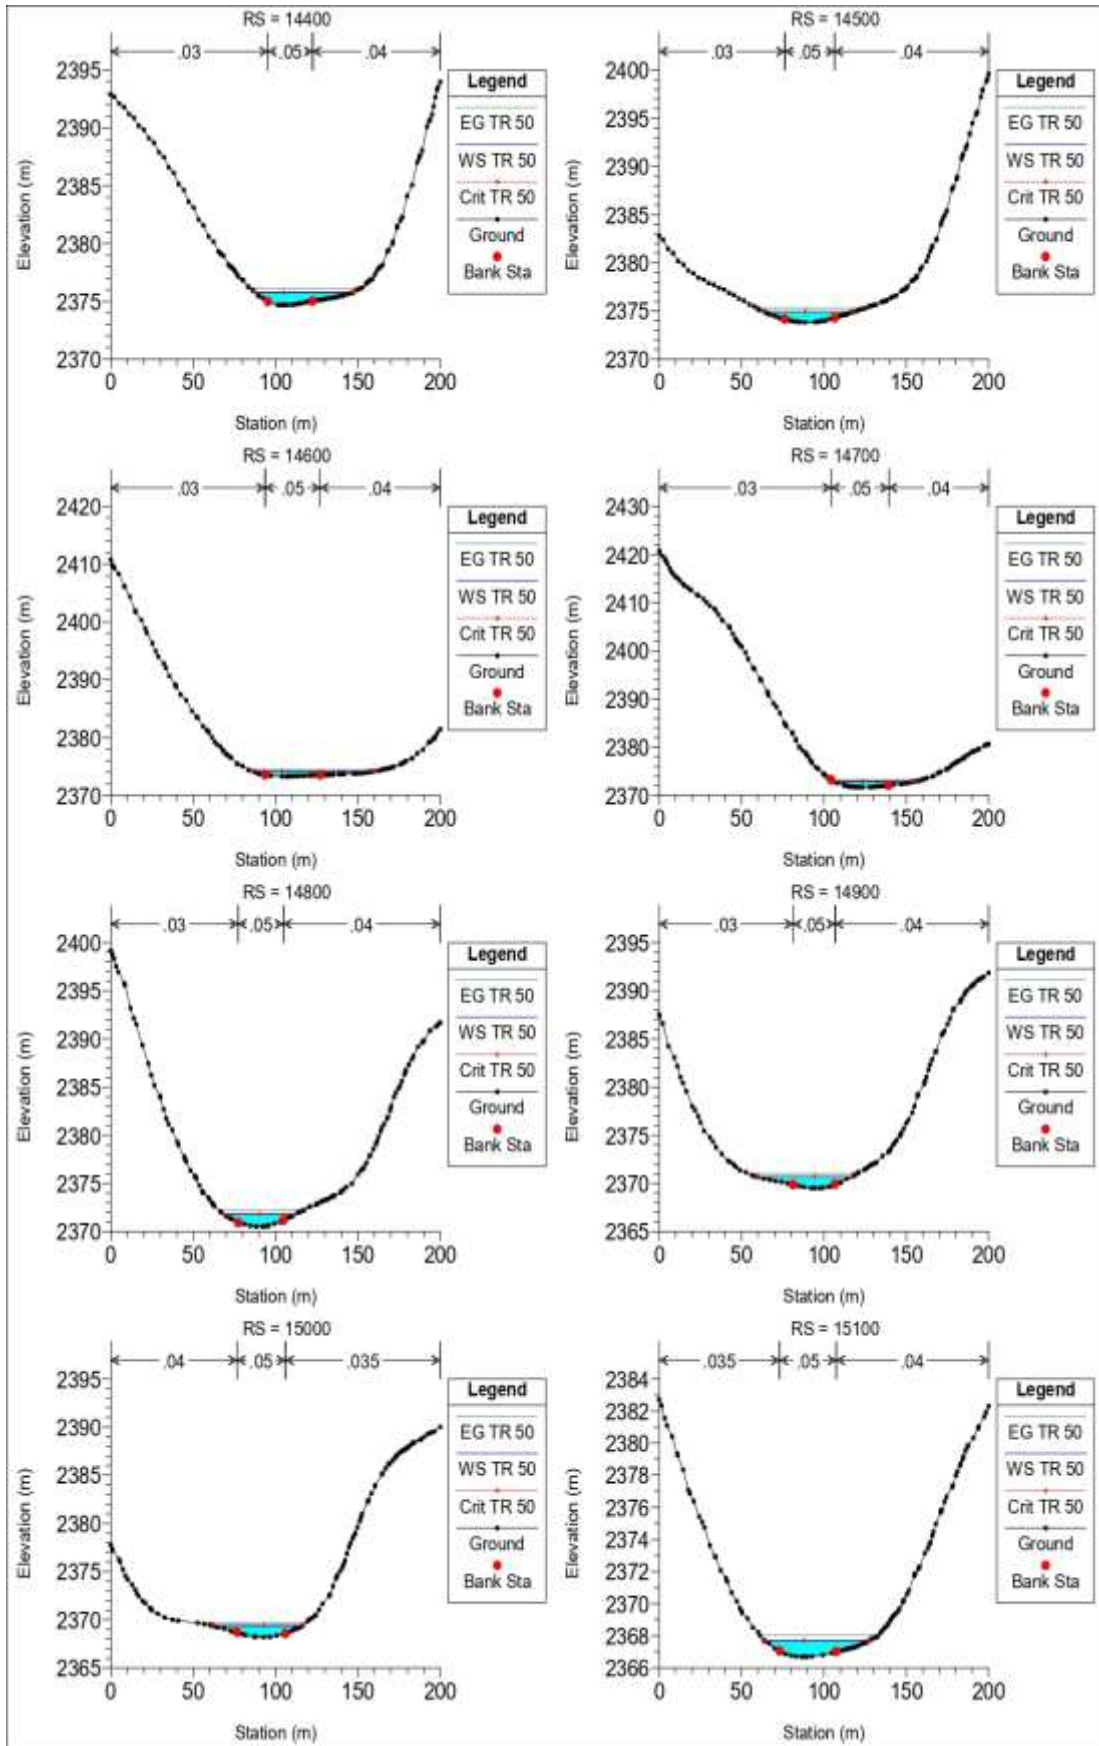 RS = 14400
.03 .05 .04
2395
2390
2385
2380
2375
2370
Elevation (m)
0 50 100 150 200
Station (m)
Legend
EG TR 50
WS TR 50
Crit TR 50
Ground
Bank Sta
RS = 14500
.03 .05 .04
2400
2395
2390
2385
2380
2375
2370
Elevation (m)
0 50 100 150 200
Station (m)
Legend
EG TR 50
WS TR 50
Crit TR 50
Ground
Bank Sta
RS = 14600
.03 .05 .04
2420
2410
2400
2390
2380
2370
Elevation (m)
0 50 100 150 200
Station (m)
Legend
EG TR 50
WS TR 50
Crit TR 50
Ground
Bank Sta
RS = 14700
.03 .05 .04
2430
2420
2410
2400
2390
2380
2370
Elevation (m)
0 50 100 150 200
Station (m)
Legend
EG TR 50
WS TR 50
Crit TR 50
Ground
Bank Sta
RS = 14800
.03 .05 .04
2400
2395
2390
2385
2380
2375
2370
Elevation (m)
0 50 100 150 200
Station (m)
Legend
EG TR 50
WS TR 50
Crit TR 50
Ground
Bank Sta
RS = 14900
.03 .05 .04
2395
2390
2385
2380
2375
2370
2365
Elevation (m)
0 50 100 150 200
Station (m)
Legend
EG TR 50
WS TR 50
Crit TR 50
Ground
Bank Sta
RS = 15000
.04 .05 .035
2395
2390
2385
2380
2375
2370
2365
Elevation (m)
0 50 100 150 200
Station (m)
Legend
EG TR 50
WS TR 50
Crit TR 50
Ground
Bank Sta
RS = 15100
.035 .05 .04
2384
2382
2380
2378
2376
2374
2372
2370
2368
2366
Elevation (m)
0 50 100 150 200
Station (m)
Legend
EG TR 50
WS TR 50
Crit TR 50
Ground
Bank Sta